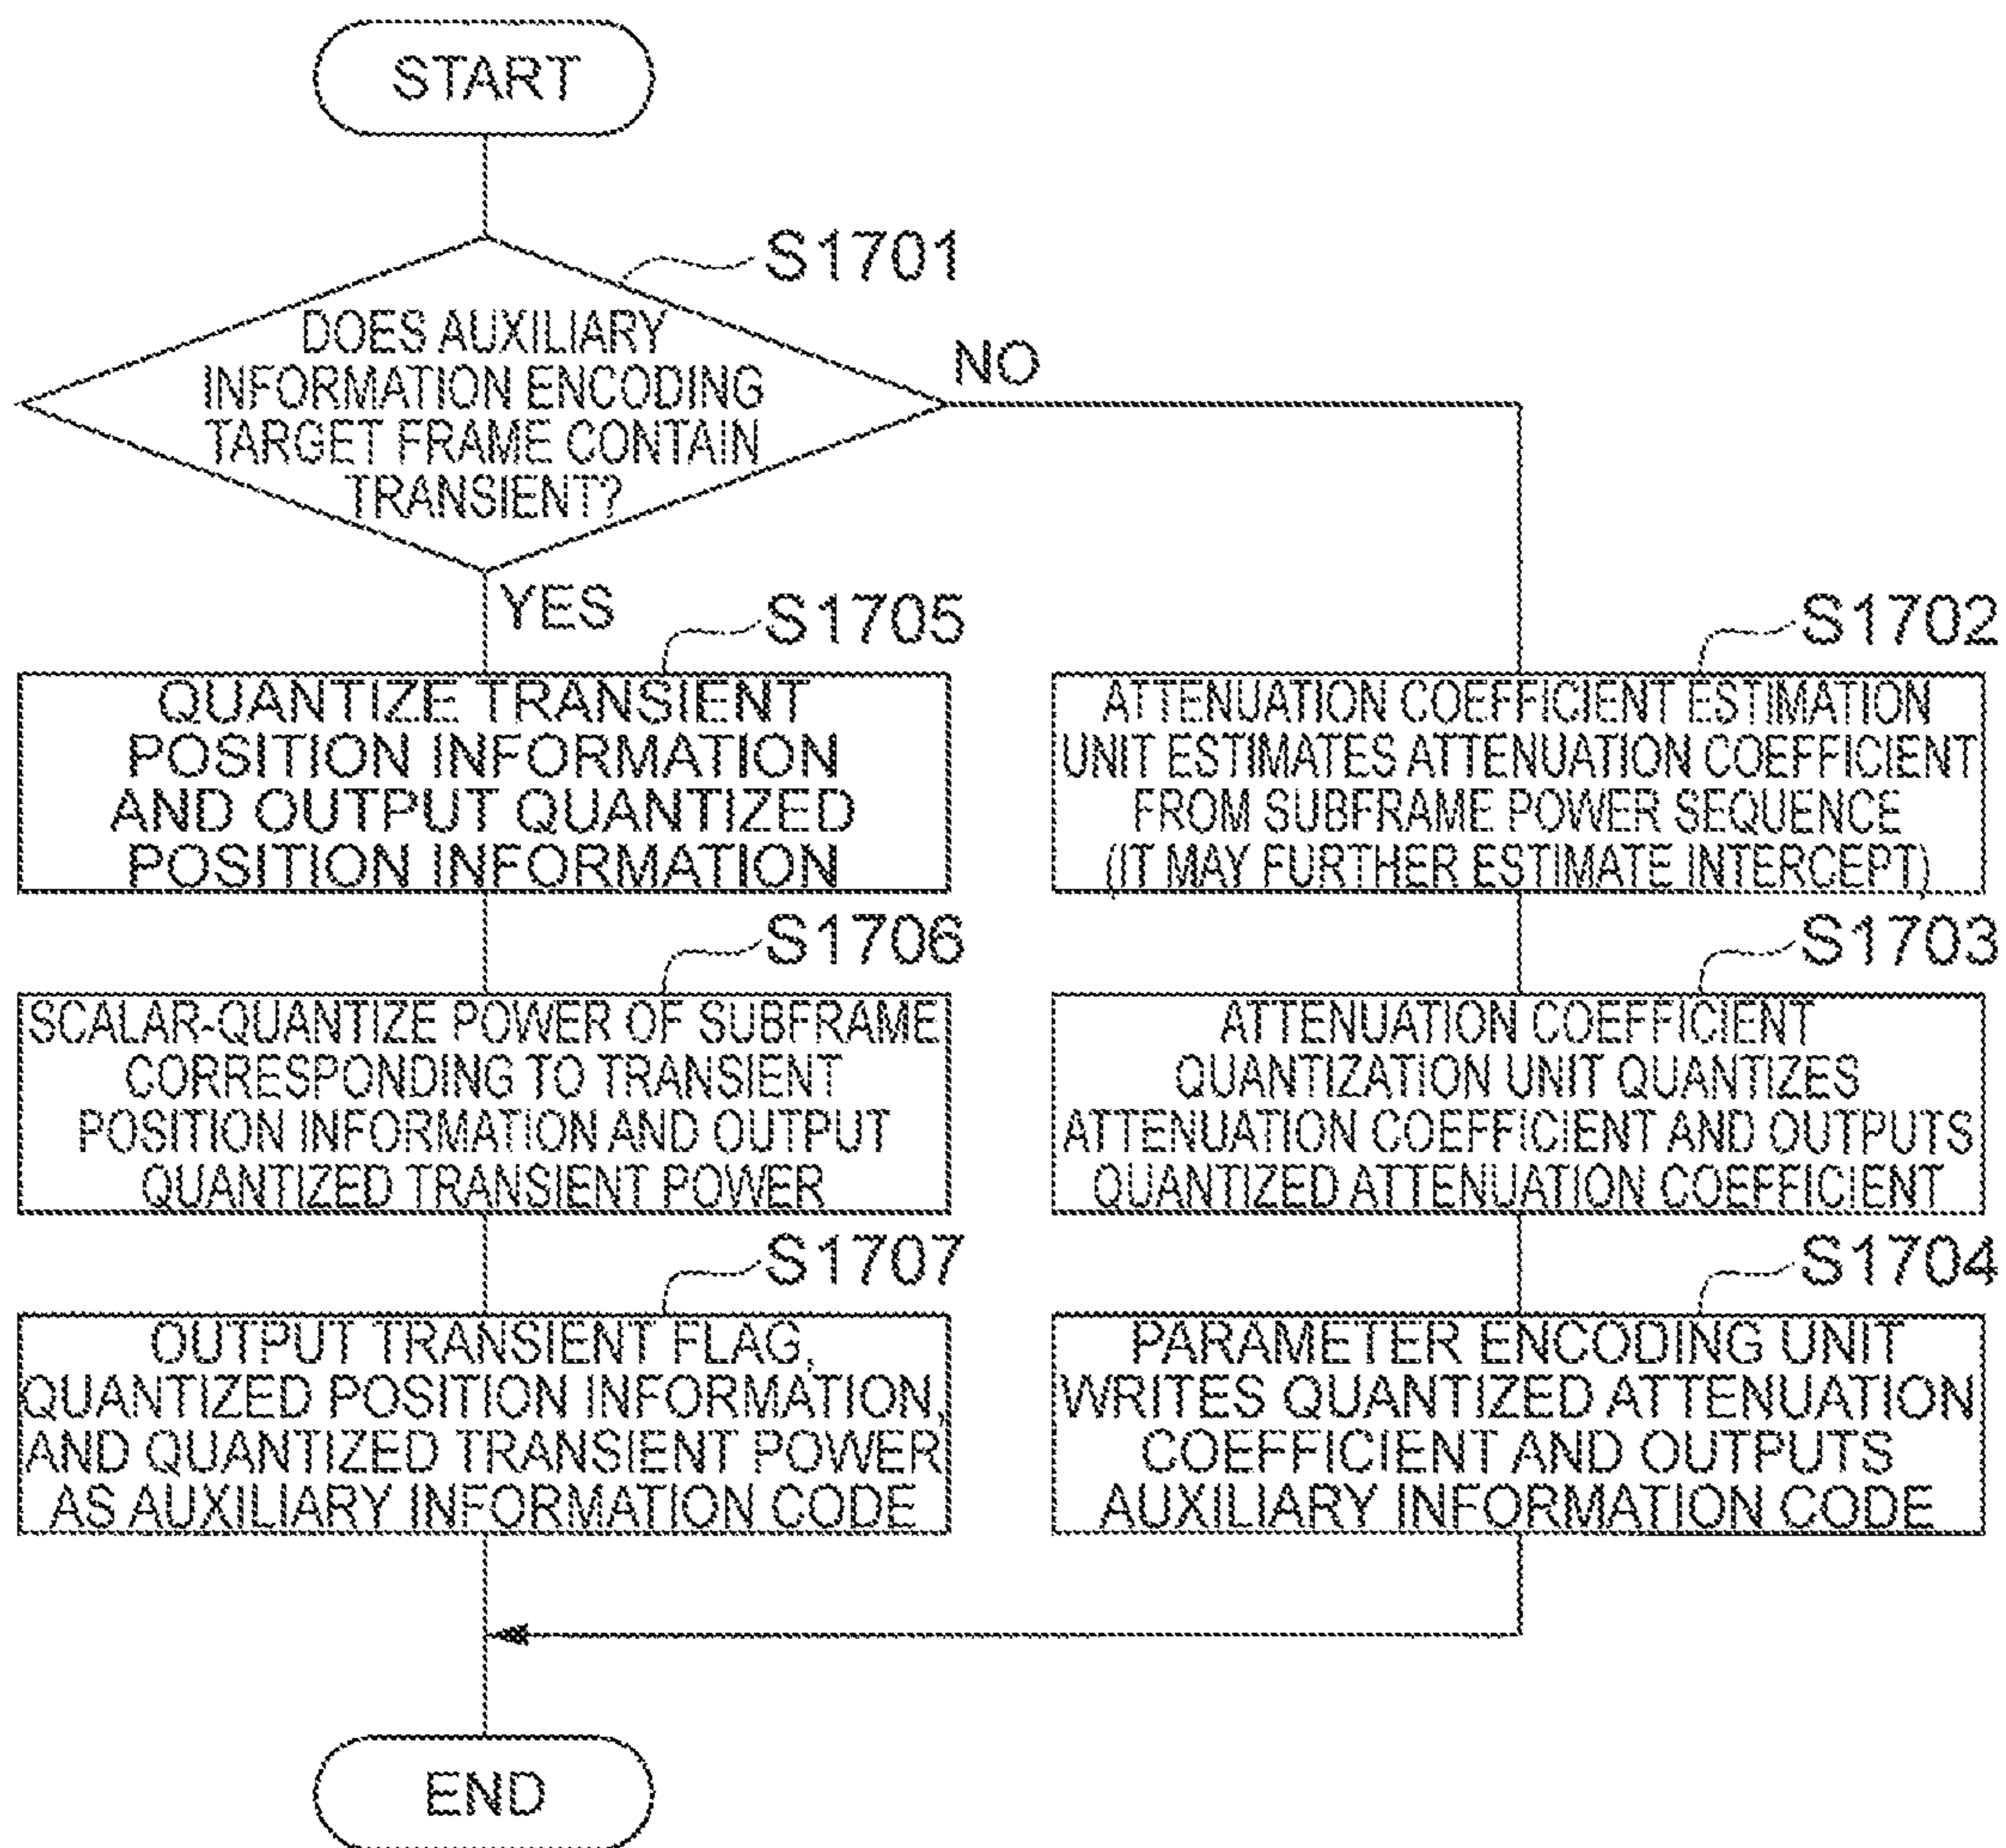 START
S1701
DOES AUXILIARY
INFORMATION ENCODING
TARGET FRAME CONTAIN
TRANSIENT?
NO
YES
S1705
QUANTIZE TRANSIENT
POSITION INFORMATION
AND OUTPUT QUANTIZED
POSITION INFORMATION
S1706
SCALAR-QUANTIZE POWER OF SUBFRAME
CORRESPONDING TO TRANSIENT
POSITION INFORMATION AND OUTPUT
QUANTIZED TRANSIENT POWER
S1707
OUTPUT TRANSIENT FLAG,
QUANTIZED POSITION INFORMATION,
AND QUANTIZED TRANSIENT POWER
AS AUXILIARY INFORMATION CODE
S1702
ATTENUATION COEFFICIENT ESTIMATION
UNIT ESTIMATES ATTENUATION COEFFICIENT
FROM SUBFRAME POWER SEQUENCE
(IT MAY FURTHER ESTIMATE INTERCEPT)
S1703
ATTENUATION COEFFICIENT
QUANTIZATION UNIT QUANTIZES
ATTENUATION COEFFICIENT AND OUTPUTS
QUANTIZED ATTENUATION COEFFICIENT
S1704
PARAMETER ENCODING UNIT
WRITES QUANTIZED ATTENUATION
COEFFICIENT AND OUTPUTS
AUXILIARY INFORMATION CODE
END